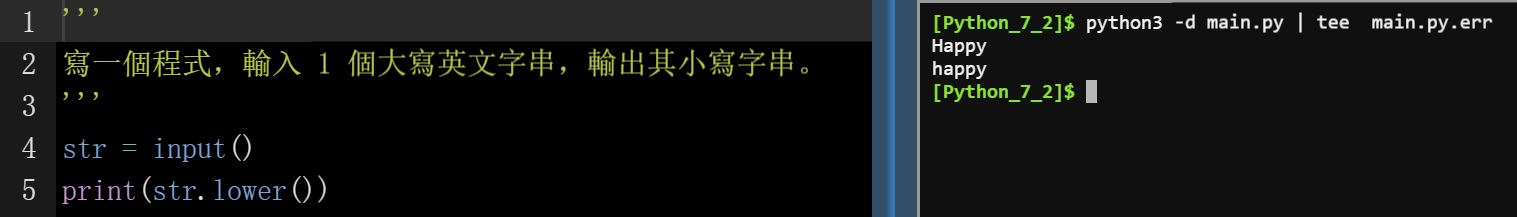 1 '''
2 寫一個程式，輸入 1 個大寫英文字串，輸出其小寫字串。
3 '''
4 str = input()
5 print(str.lower())
[Python_7_2]$ python3 -d main.py | tee  main.py.err
Happy
happy
[Python_7_2]$